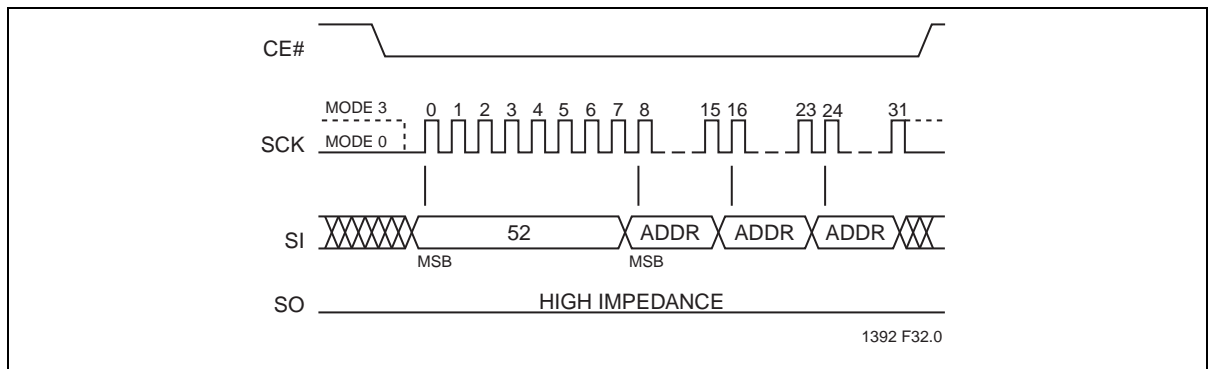 CE#
MODE 3
0 1 2 3 4 5 6 7 8 15 16 23 24 31
SCK
MODE 0
SI
52
ADDR
ADDR
ADDR
MSB
MSB
SO
HIGH IMPEDANCE
1392 F32.0